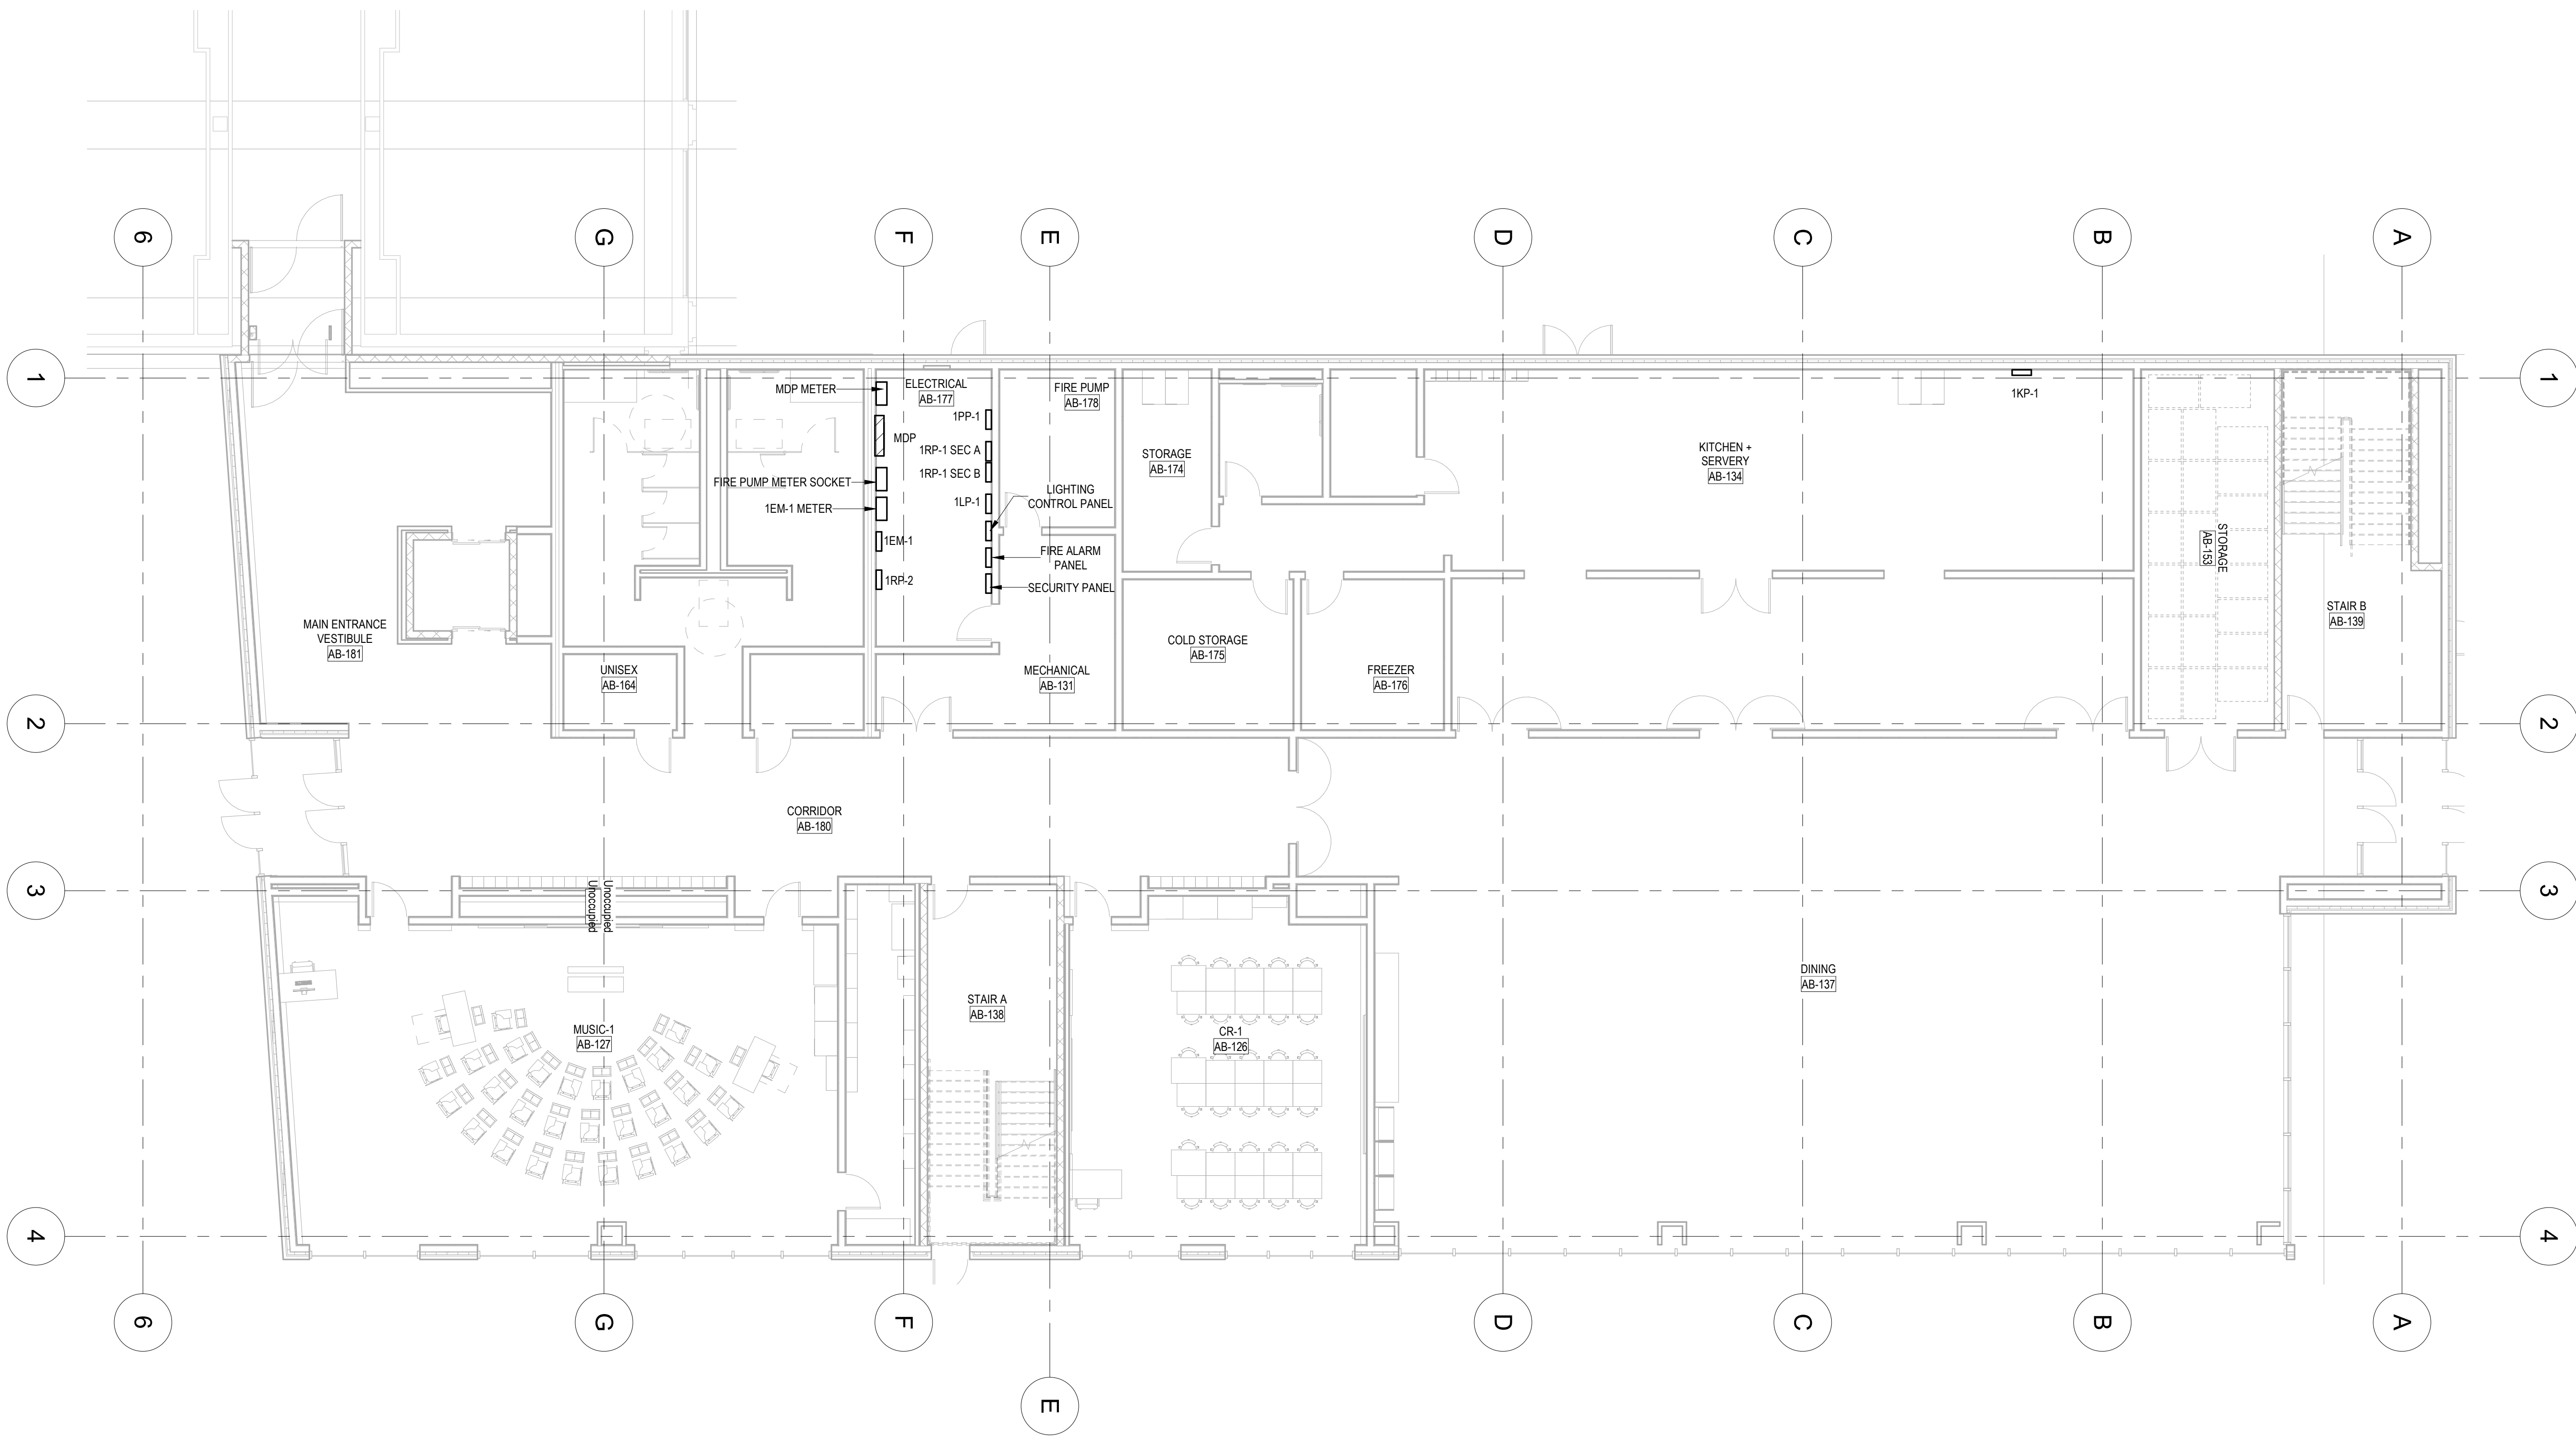 6
G
F
E
D
C
B
A
1
1
MDP METER
ELECTRICAL
AB-177
FIRE PUMP
AB-178
1KP-1
1PP-1
MDP
1RP-1 SEC A
1RP-1 SEC B
STORAGE
AB-174
KITCHEN +
SERVERY
AB-134
FIRE PUMP METER SOCKET
LIGHTING
CONTROL PANEL
1LP-1
1EM-1 METER
1EM-1
FIRE ALARM
PANEL
1RP-2
SECURITY PANEL
STORAGE
AB-153
STAIR B
AB-139
MAIN ENTRANCE
VESTIBULE
AB-181
COLD STORAGE
AB-175
UNISEX
AB-164
MECHANICAL
AB-131
FREEZER
AB-176
2
2
CORRIDOR
AB-180
3
3
Unoccupied
Unoccupied
DINING
AB-137
STAIR A
AB-138
MUSIC-1
AB-127
CR-1
AB-126
4
4
6
G
F
D
C
B
A
E